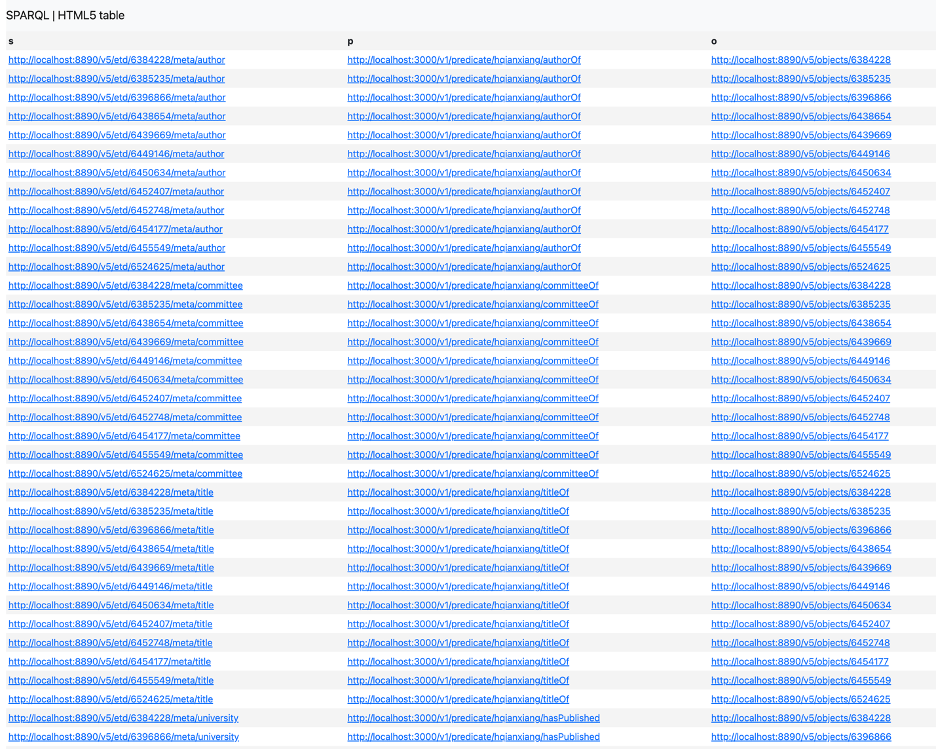 SPARQL | HTML5 table
s p o
http://localhost:8890/v5/etd/6384228/meta/author http://localhost:3000/v1/predicate/hqianxiang/authorOf http://localhost:8890/v5/objects/6384228
http://localhost:8890/v5/etd/6385235/meta/author http://localhost:3000/v1/predicate/hqianxiang/authorOf http://localhost:8890/v5/objects/6385235
http://localhost:8890/v5/etd/6396866/meta/author http://localhost:3000/v1/predicate/hqianxiang/authorOf http://localhost:8890/v5/objects/6396866
http://localhost:8890/v5/etd/6438654/meta/author http://localhost:3000/v1/predicate/hqianxiang/authorOf http://localhost:8890/v5/objects/6438654
http://localhost:8890/v5/etd/6439669/meta/author http://localhost:3000/v1/predicate/hqianxiang/authorOf http://localhost:8890/v5/objects/6439669
http://localhost:8890/v5/etd/6449146/meta/author http://localhost:3000/v1/predicate/hqianxiang/authorOf http://localhost:8890/v5/objects/6449146
http://localhost:8890/v5/etd/6450634/meta/author http://localhost:3000/v1/predicate/hqianxiang/authorOf http://localhost:8890/v5/objects/6450634
http://localhost:8890/v5/etd/6452407/meta/author http://localhost:3000/v1/predicate/hqianxiang/authorOf http://localhost:8890/v5/objects/6452407
http://localhost:8890/v5/etd/6452748/meta/author http://localhost:3000/v1/predicate/hqianxiang/authorOf http://localhost:8890/v5/objects/6452748
http://localhost:8890/v5/etd/6454177/meta/author http://localhost:3000/v1/predicate/hqianxiang/authorOf http://localhost:8890/v5/objects/6454177
http://localhost:8890/v5/etd/6455549/meta/author http://localhost:3000/v1/predicate/hqianxiang/authorOf http://localhost:8890/v5/objects/6455549
http://localhost:8890/v5/etd/6524625/meta/author http://localhost:3000/v1/predicate/hqianxiang/authorOf http://localhost:8890/v5/objects/6524625
http://localhost:8890/v5/etd/6384228/meta/committee http://localhost:3000/v1/predicate/hqianxiang/committeeOf http://localhost:8890/v5/objects/6384228
http://localhost:8890/v5/etd/6385235/meta/committee http://localhost:3000/v1/predicate/hqianxiang/committeeOf http://localhost:8890/v5/objects/6385235
http://localhost:8890/v5/etd/6438654/meta/committee http://localhost:3000/v1/predicate/hqianxiang/committeeOf http://localhost:8890/v5/objects/6438654
http://localhost:8890/v5/etd/6439669/meta/committee http://localhost:3000/v1/predicate/hqianxiang/committeeOf http://localhost:8890/v5/objects/6439669
http://localhost:8890/v5/etd/6449146/meta/committee http://localhost:3000/v1/predicate/hqianxiang/committeeOf http://localhost:8890/v5/objects/6449146
http://localhost:8890/v5/etd/6450634/meta/committee http://localhost:3000/v1/predicate/hqianxiang/committeeOf http://localhost:8890/v5/objects/6450634
http://localhost:8890/v5/etd/6452407/meta/committee http://localhost:3000/v1/predicate/hqianxiang/committeeOf http://localhost:8890/v5/objects/6452407
http://localhost:8890/v5/etd/6452748/meta/committee http://localhost:3000/v1/predicate/hqianxiang/committeeOf http://localhost:8890/v5/objects/6452748
http://localhost:8890/v5/etd/6454177/meta/committee http://localhost:3000/v1/predicate/hqianxiang/committeeOf http://localhost:8890/v5/objects/6454177
http://localhost:8890/v5/etd/6455549/meta/committee http://localhost:3000/v1/predicate/hqianxiang/committeeOf http://localhost:8890/v5/objects/6455549
http://localhost:8890/v5/etd/6524625/meta/committee http://localhost:3000/v1/predicate/hqianxiang/committeeOf http://localhost:8890/v5/objects/6524625
http://localhost:8890/v5/etd/6384228/meta/title http://localhost:3000/v1/predicate/hqianxiang/titleOf http://localhost:8890/v5/objects/6384228
http://localhost:8890/v5/etd/6385235/meta/title http://localhost:3000/v1/predicate/hqianxiang/titleOf http://localhost:8890/v5/objects/6385235
http://localhost:8890/v5/etd/6396866/meta/title http://localhost:3000/v1/predicate/hqianxiang/titleOf http://localhost:8890/v5/objects/6396866
http://localhost:8890/v5/etd/6438654/meta/title http://localhost:3000/v1/predicate/hqianxiang/titleOf http://localhost:8890/v5/objects/6438654
http://localhost:8890/v5/etd/6439669/meta/title http://localhost:3000/v1/predicate/hqianxiang/titleOf http://localhost:8890/v5/objects/6439669
http://localhost:8890/v5/etd/6449146/meta/title http://localhost:3000/v1/predicate/hqianxiang/titleOf http://localhost:8890/v5/objects/6449146
http://localhost:8890/v5/etd/6450634/meta/title http://localhost:3000/v1/predicate/hqianxiang/titleOf http://localhost:8890/v5/objects/6450634
http://localhost:8890/v5/etd/6452407/meta/title http://localhost:3000/v1/predicate/hqianxiang/titleOf http://localhost:8890/v5/objects/6452407
http://localhost:8890/v5/etd/6452748/meta/title http://localhost:3000/v1/predicate/hqianxiang/titleOf http://localhost:8890/v5/objects/6452748
http://localhost:8890/v5/etd/6454177/meta/title http://localhost:3000/v1/predicate/hqianxiang/titleOf http://localhost:8890/v5/objects/6454177
http://localhost:8890/v5/etd/6455549/meta/title http://localhost:3000/v1/predicate/hqianxiang/titleOf http://localhost:8890/v5/objects/6455549
http://localhost:8890/v5/etd/6524625/meta/title http://localhost:3000/v1/predicate/hqianxiang/titleOf http://localhost:8890/v5/objects/6524625
http://localhost:8890/v5/etd/6384228/meta/university http://localhost:3000/v1/predicate/hqianxiang/hasPublished http://localhost:8890/v5/objects/6384228
http://localhost:8890/v5/etd/6396866/meta/university http://localhost:3000/v1/predicate/hqianxiang/hasPublished http://localhost:8890/v5/objects/6396866